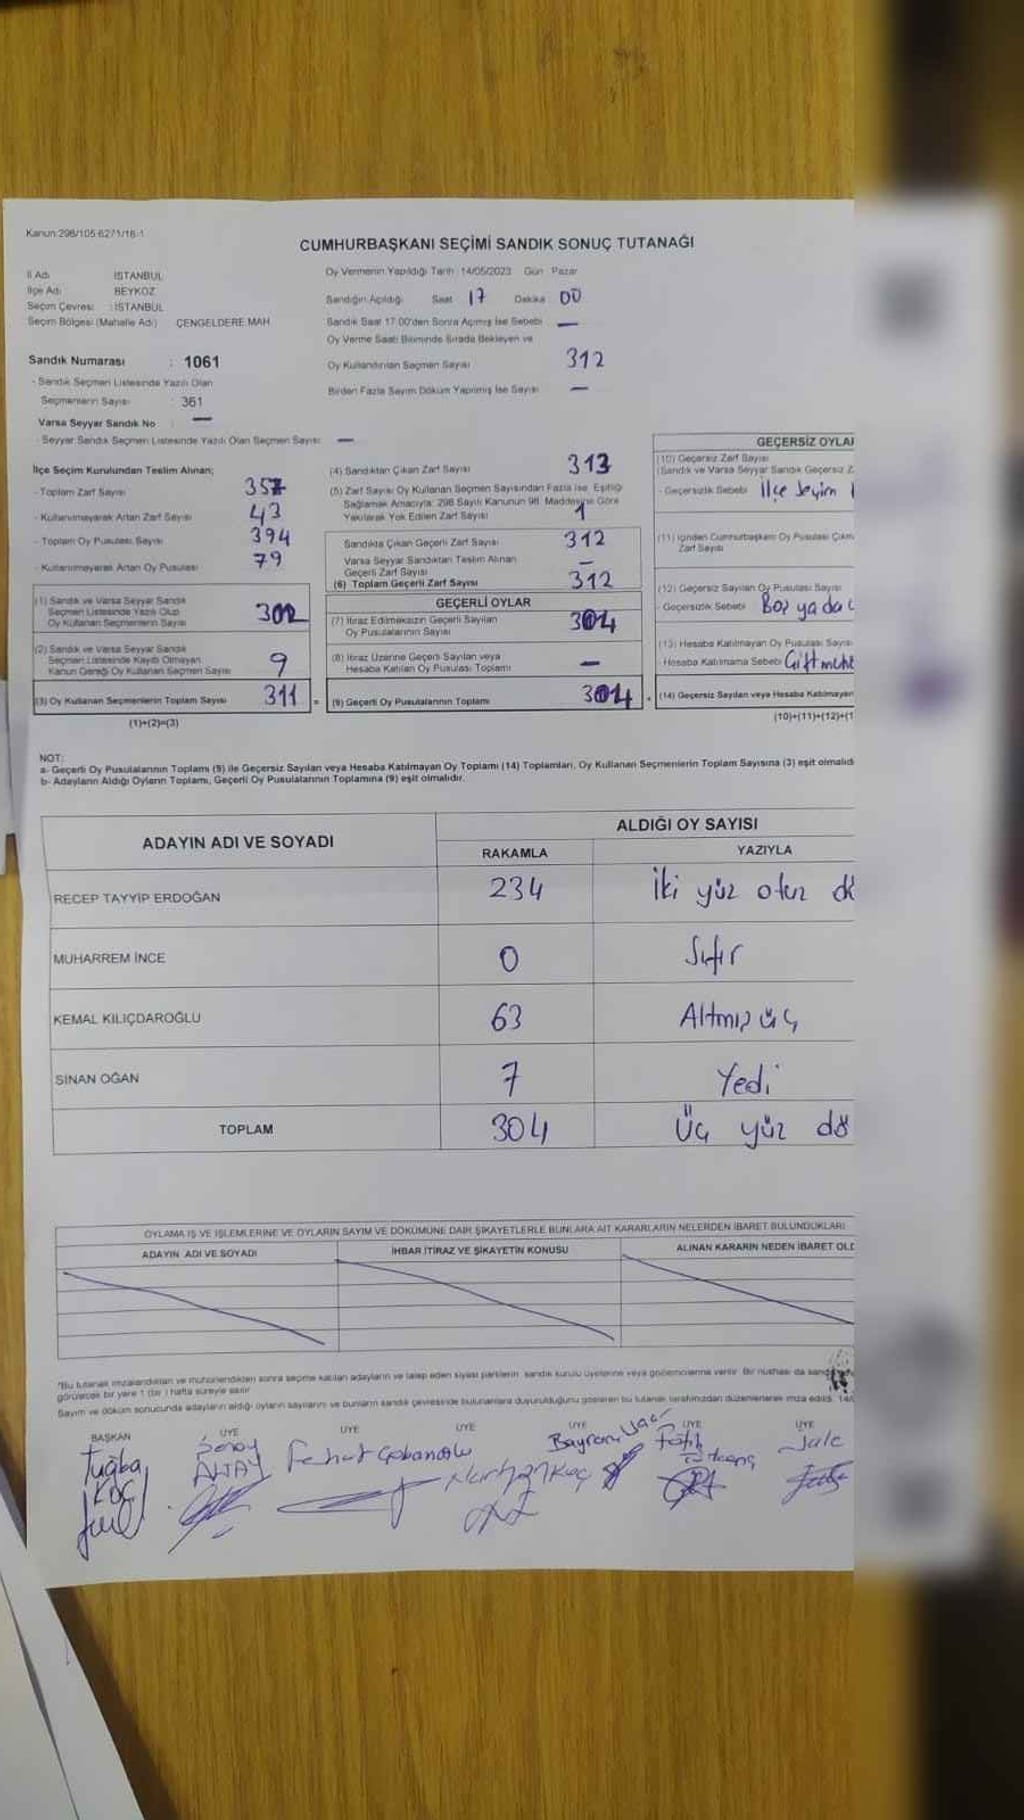 Kanun:298/105-6271/16-1
CUMHURBAŞKANI SEÇİMİ SANDIK SONUÇ TUTANAĞI
İl Adı İSTANBUL
İlçe Adı BEYKOZ
Seçim Çevresi : İSTANBUL
Seçim Bölgesi (Mahalle Adı) ÇENGELDERE MAH
Sandık Numarası : 1061
- Sandık Seçmen Listesinde Yazılı Olan
Seçmenlerin Sayısı : 361
Varsa Seyyar Sandık No : —
- Seyyar Sandık Seçmen Listesinde Yazılı Olan Seçmen Sayısı: —
Oy Vermenin Yapıldığı Tarih : 14/05/2023 Gün Pazar
Sandığın Açıldığı Saat 17 Dakika 00
Sandık Saat 17:00'den Sonra Açımış İse Sebebi —
Oy Verme Saati Bitiminde Sırada Bekleyen ve
Oy Kullandırılan Seçmen Sayısı 312
Birden Fazla Sayım Döküm Yapılmış İse Sayısı —
İlçe Seçim Kurulundan Teslim Alınan;
- Toplam Zarf Sayısı 357
- Kullanılmayarak Artan Zarf Sayısı 43
- Toplam Oy Pusulası Sayısı 394
- Kullanılmayarak Artan Oy Pusulası 79
(1) Sandık ve Varsa Seyyar Sandık
Seçmen Listesinde Yazılı Olup
Oy Kullanan Seçmenlerin Sayısı 302
(2) Sandık ve Varsa Seyyar Sandık
Seçmen Listesinde Kaydı Olmayan
Kanun Gereği Oy Kullanan Seçmen Sayısı 9
(3) Oy Kullanan Seçmenlerin Toplam Sayısı 311
(1)+(2)=(3)
(4) Sandıktan Çıkan Zarf Sayısı 313
(5) Zarf Sayısı Oy Kullanan Seçmen Sayısından Fazla İse, Eşitliği
Sağlamak Amacıyla; 298 Sayılı Kanunun 98. Maddesine Göre
Yakılarak Yok Edilen Zarf Sayısı 1
Sandıkta Çıkan Geçerli Zarf Sayısı 312
Varsa Seyyar Sandıktan Teslim Alınan
Geçerli Zarf Sayısı —
(6) Toplam Geçerli Zarf Sayısı 312
GEÇERLİ OYLAR
(7) İtiraz Edilmeksizin Geçerli Sayılan
Oy Pusulalarının Sayısı 304
(8) İtiraz Üzerine Geçerli Sayılan veya
Hesaba Katılan Oy Pusulası Toplamı —
= (9) Geçerli Oy Pusulalarının Toplamı 304
GEÇERSİZ OYLA
(10) Geçersiz Zarf Sayısı
(Sandık ve Varsa Seyyar Sandık Geçersiz Z
- Geçersizlik Sebebi İlçe Seçim
(11) İçinden Cumhurbaşkanı Oy Pusulası Çıkm
Zarf Sayısı
(12) Geçersiz Sayılan Oy Pusulası Sayısı
- Geçersizlik Sebebi Boş ya da
(13) Hesaba Katılmayan Oy Pusulası Sayısı
- Hesaba Katılmama Sebebi Çift mühü
+ (14) Geçersiz Sayılan veya Hesaba Katılmayan
(10)+(11)+(12)+(1
NOT:
a- Geçerli Oy Pusulalarının Toplamı (9) ile Geçersiz Sayılan veya Hesaba Katılmayan Oy Toplamı (14) Toplamları, Oy Kullanan Seçmenlerin Toplam Sayısına (3) eşit olmalıdı
b- Adayların Aldığı Oyların Toplamı, Geçerli Oy Pusulalarının Toplamına (9) eşit olmalıdır.
ADAYIN ADI VE SOYADI ALDIĞI OY SAYISI
RAKAMLA YAZIYLA
RECEP TAYYİP ERDOĞAN 234 İki yüz otuz dö
MUHARREM İNCE 0 Sıfır
KEMAL KILIÇDAROĞLU 63 Altmış üç
SİNAN OĞAN 7 Yedi
TOPLAM 304 Üç yüz dö
OYLAMA İŞ VE İŞLEMLERİNE VE OYLARIN SAYIM VE DÖKÜMÜNE DAİR ŞİKAYETLERLE BUNLARA AİT KARARLARIN NELERDEN İBARET BULUNDUKLARI
ADAYIN ADI VE SOYADI İHBAR İTİRAZ VE ŞİKAYETİN KONUSU ALINAN KARARIN NEDEN İBARET OLD
*Bu tutanak imzalandıktan ve mühürlendikten sonra seçime katılan adayların ve talep eden siyasi partilerin sandık kurulu üyelerine veya gözlemcilerine verilir. Bir nüshası da sand
görülecek bir yere 1 (bir) hafta süreyle asılır
Sayım ve döküm sonucunda adayların aldığı oyların sayılarını ve bunların sandık çevresinde bulunanlara duyurulduğunu gösteren bu tutanak tarafımızdan düzenlenerek imza edildi. 14/
BAŞKAN ÜYE ÜYE ÜYE ÜYE ÜYE ÜYE
Tuğba KOÇ
Şenay ALTAY
Ferhat Çobanoğlu
Nurhan Koç
Bayram
Fatih
Jale